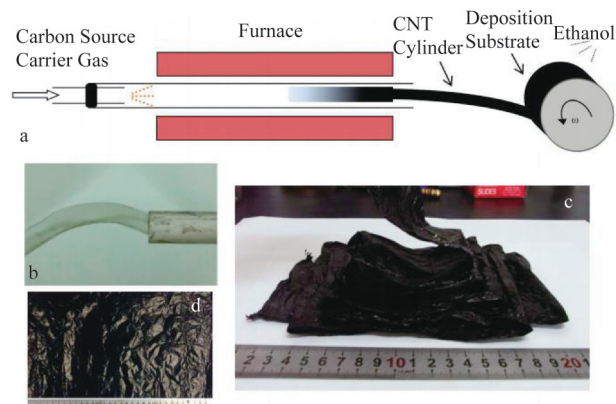 Carbon Source
Carrier Gas
Furnace
CNT
Cylinder
Deposition
Substrate
Ethanol
ω
a
b
c
d
SLIDES
2 3 4 5 6 7 8 9 10 1 2 3 4 5 6 7 8 9 20 1